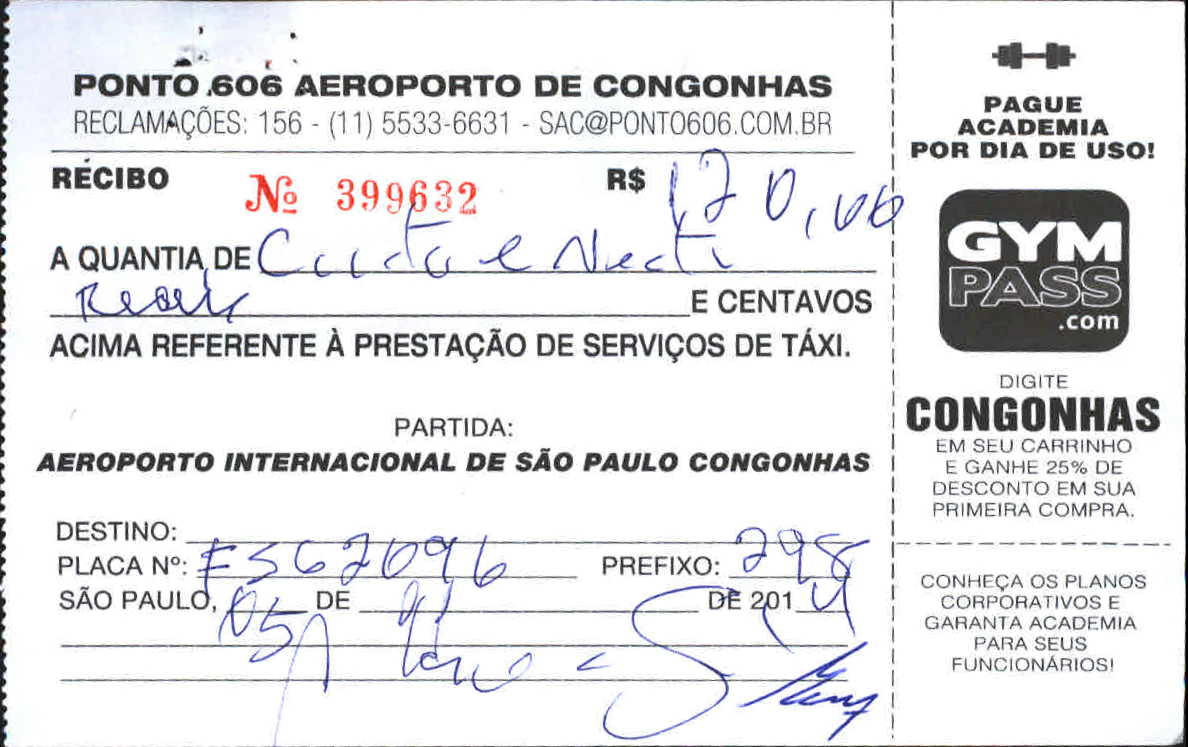 PONTO 606 AEROPORTO DE CONGONHAS
RECLAMAÇÕES: 156 - (11) 5533-6631 - SAC@PONTO606.COM.BR
RECIBO Nº 399632 R$ 120,00
A QUANTIA DE Cento e
Reais E CENTAVOS
ACIMA REFERENTE À PRESTAÇÃO DE SERVIÇOS DE TÁXI.
PARTIDA:
AEROPORTO INTERNACIONAL DE SÃO PAULO CONGONHAS
DESTINO:
PLACA Nº: PREFIXO: 298
SÃO PAULO, 05 DE DE 2014
PAGUE
ACADEMIA
POR DIA DE USO!
GYM
PASS
.com
DIGITE
CONGONHAS
EM SEU CARRINHO
E GANHE 25% DE
DESCONTO EM SUA
PRIMEIRA COMPRA.
CONHEÇA OS PLANOS
CORPORATIVOS E
GARANTA ACADEMIA
PARA SEUS
FUNCIONÁRIOS!